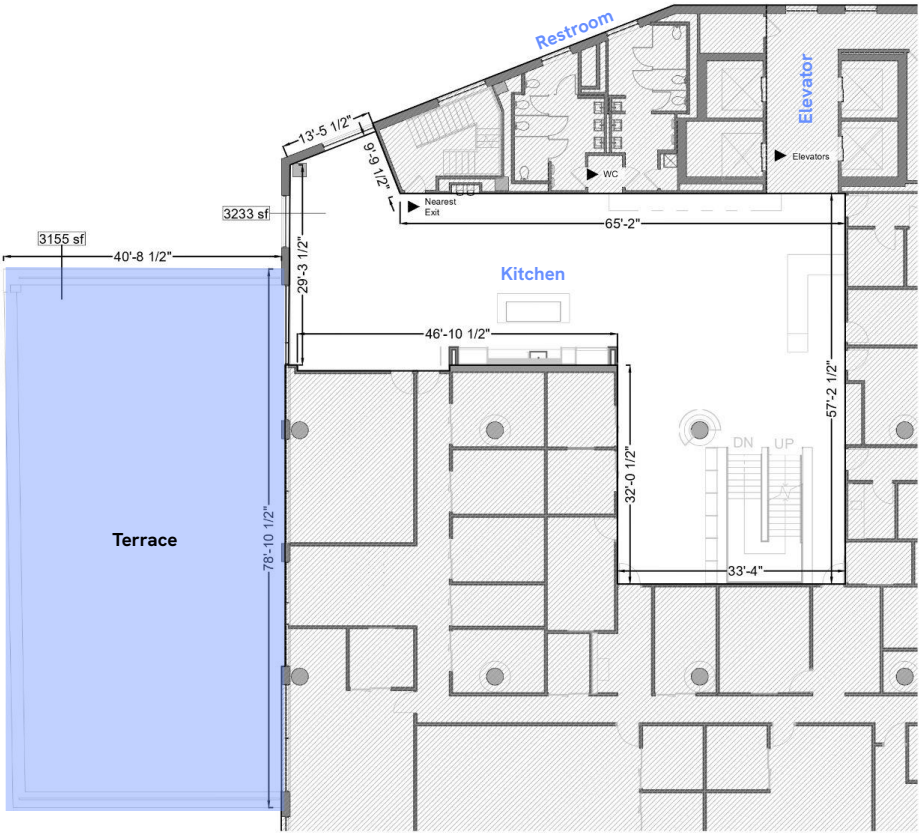 Restroom
Elevator
13'-5 1/2"
9'-9 1/2"
Elevators
WC
Nearest
Exit
3233 sf
65'-2"
3155 sf
40'-8 1/2"
29'-3 1/2"
Kitchen
46'-10 1/2"
57'-2 1/2"
DN
UP
32'-0 1/2"
Terrace
78'-10 1/2"
33'-4"